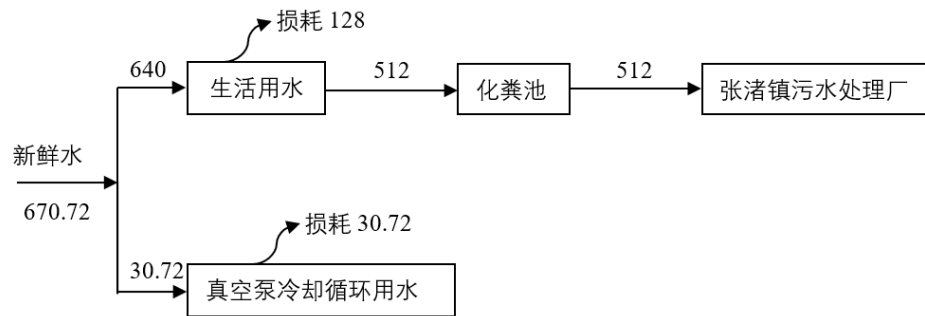 损耗 128
640
生活用水
512
化粪池
512
张渚镇污水处理厂
新鲜水
670.72
损耗 30.72
30.72
真空泵冷却循环用水